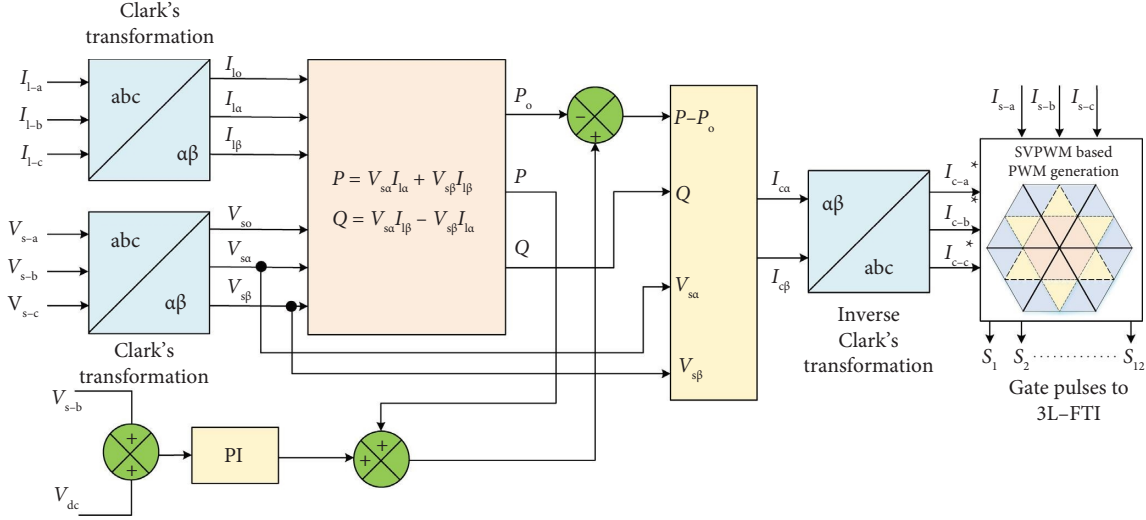 Clark's
transformation
I_l–a
I_l–b
I_l–c
abc
αβ
I_lo
I_lα
I_lβ
V_s–a
V_s–b
V_s–c
abc
αβ
V_so
V_sα
V_sβ
Clark's
transformation
P = V_sα I_lα + V_sβ I_lβ
Q = V_sα I_lβ – V_sβ I_lα
P_o
P
Q
–
+
P–P_o
Q
V_sα
V_sβ
I_cα
I_cβ
αβ
abc
Inverse
Clark's
transformation
I_c–a*
I_c–b*
I_c–c*
I_s–a I_s–b I_s–c
SVPWM based
PWM generation
S_1 S_2 ................... S_12
Gate pulses to
3L–FTI
V_s–b
+
+
V_dc
PI
+
+